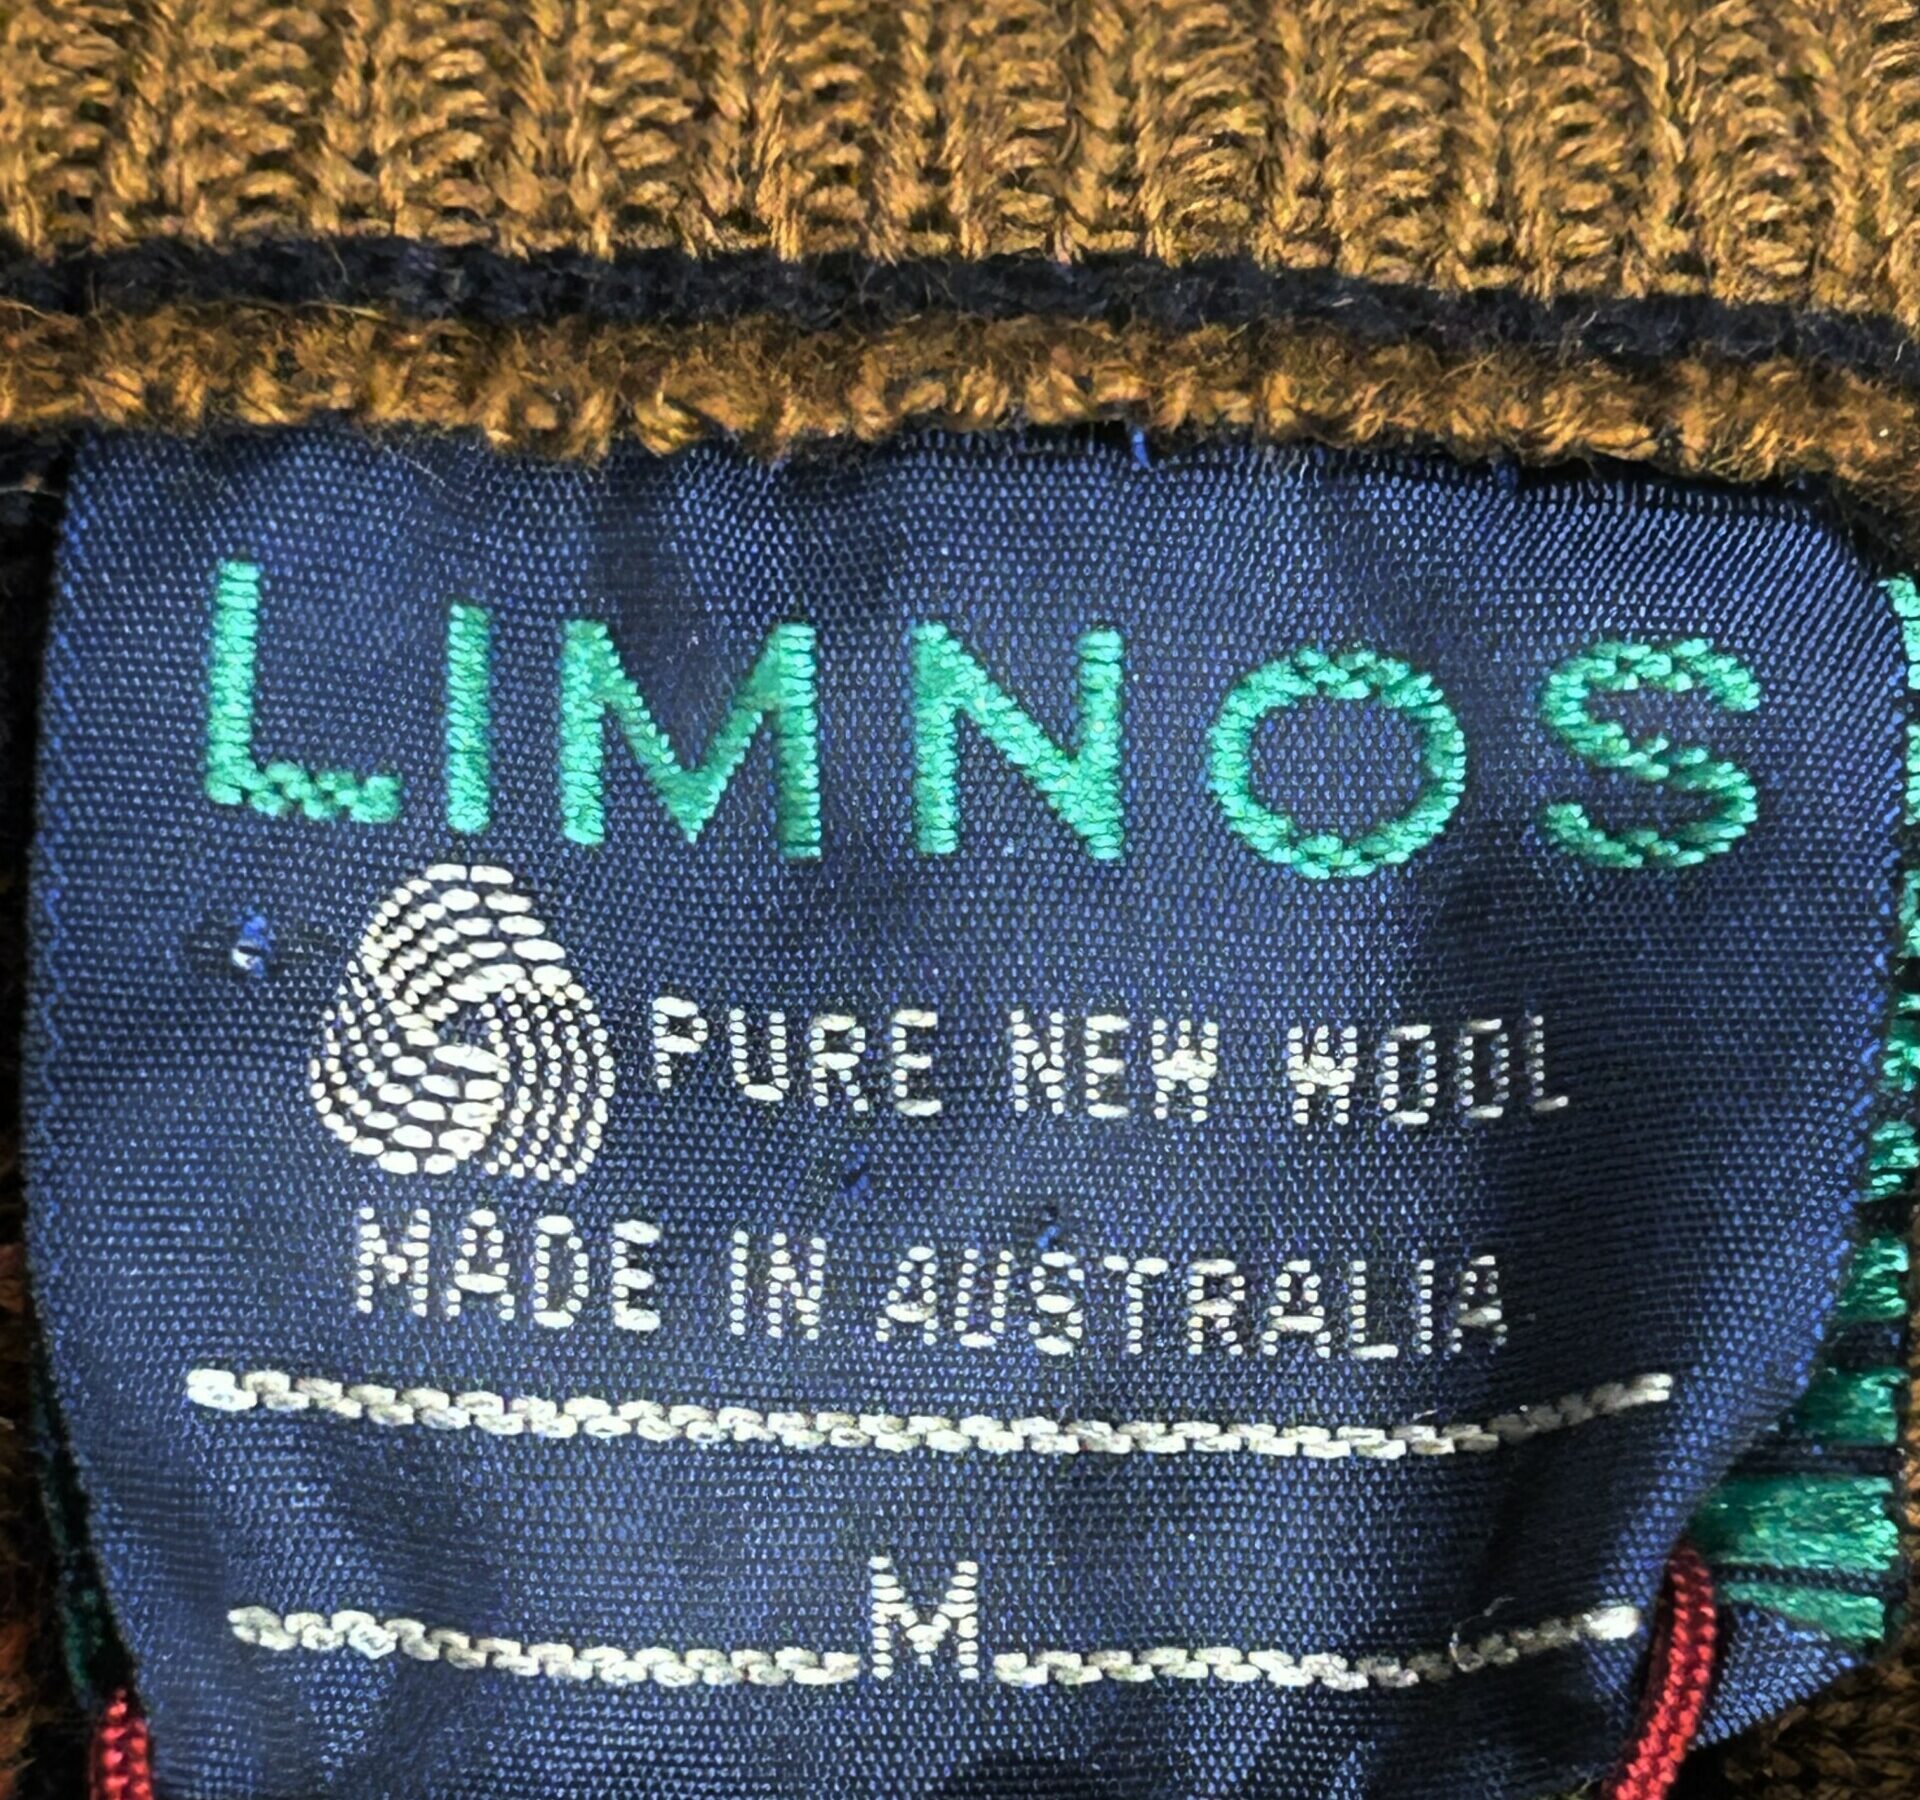 LIMNOS
PURE NEW WOOL
MADE IN AUSTRALIA
M